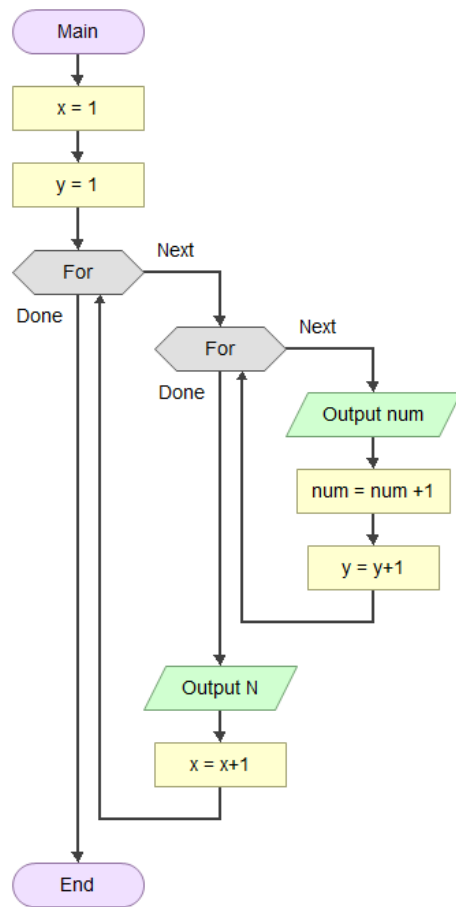 Main
x = 1
y = 1
For
Next
Done
For
Next
Done
Output num
num = num +1
y = y+1
Output N
x = x+1
End